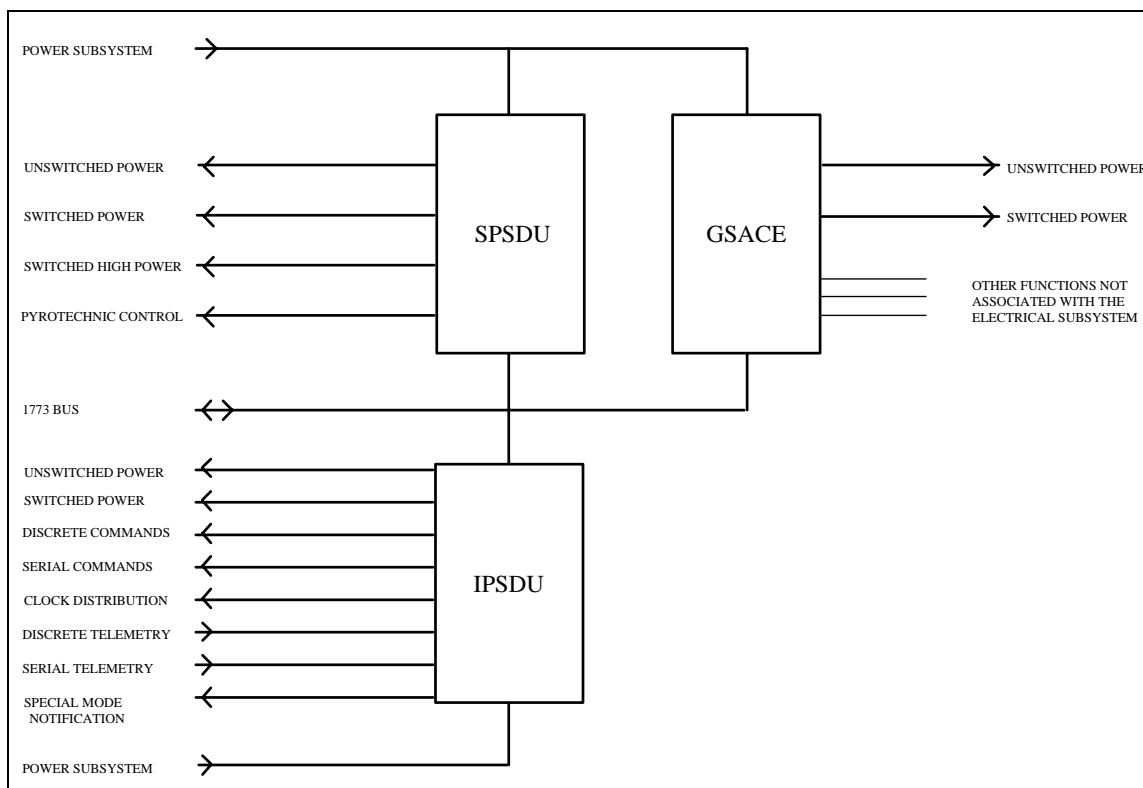 POWER SUBSYSTEM
UNSWITCHED POWER
SWITCHED POWER
SWITCHED HIGH POWER
PYROTECHNIC CONTROL
SPSDU
GSACE
UNSWITCHED POWER
SWITCHED POWER
OTHER FUNCTIONS NOT
ASSOCIATED WITH THE
ELECTRICAL SUBSYSTEM
1773 BUS
UNSWITCHED POWER
SWITCHED POWER
DISCRETE COMMANDS
SERIAL COMMANDS
CLOCK DISTRIBUTION
DISCRETE TELEMETRY
SERIAL TELEMETRY
SPECIAL MODE
NOTIFICATION
IPSDU
POWER SUBSYSTEM